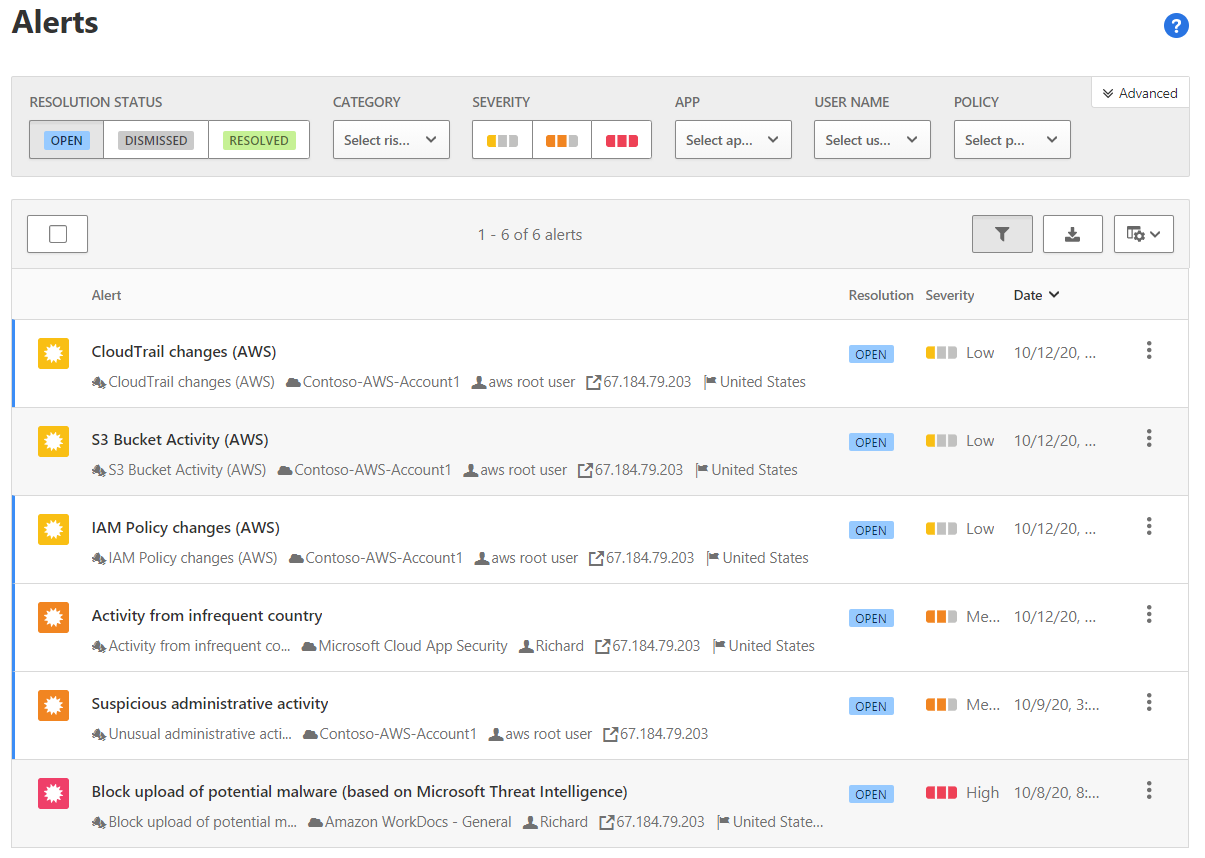 Alerts
?
Advanced
RESOLUTION STATUS CATEGORY SEVERITY APP USER NAME POLICY
OPEN DISMISSED RESOLVED Select ris... Select ap... Select us... Select p...
1 - 6 of 6 alerts
Alert Resolution Severity Date
CloudTrail changes (AWS) OPEN Low 10/12/20, ...
CloudTrail changes (AWS) Contoso-AWS-Account1 aws root user 67.184.79.203 United States
S3 Bucket Activity (AWS) OPEN Low 10/12/20, ...
S3 Bucket Activity (AWS) Contoso-AWS-Account1 aws root user 67.184.79.203 United States
IAM Policy changes (AWS) OPEN Low 10/12/20, ...
IAM Policy changes (AWS) Contoso-AWS-Account1 aws root user 67.184.79.203 United States
Activity from infrequent country OPEN Me... 10/12/20, ...
Activity from infrequent co... Microsoft Cloud App Security Richard 67.184.79.203 United States
Suspicious administrative activity OPEN Me... 10/9/20, 3:...
Unusual administrative acti... Contoso-AWS-Account1 aws root user 67.184.79.203
Block upload of potential malware (based on Microsoft Threat Intelligence) OPEN High 10/8/20, 8:...
Block upload of potential m... Amazon WorkDocs - General Richard 67.184.79.203 United State...